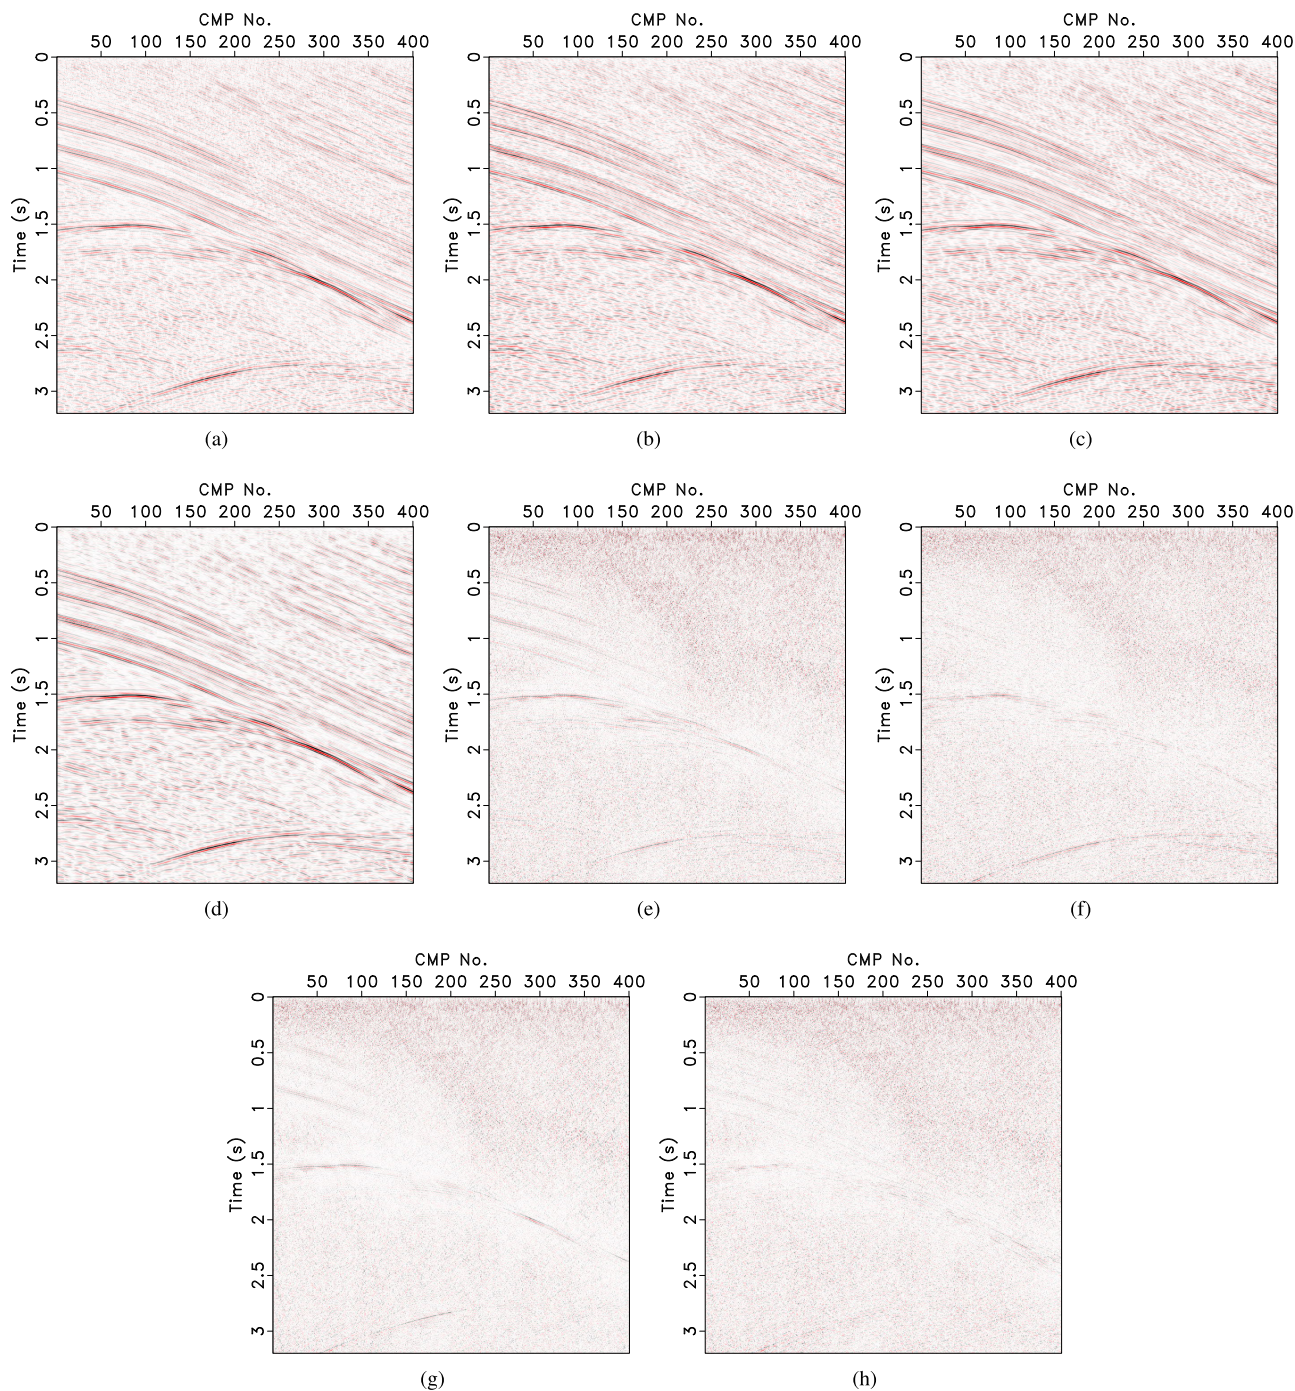 CMP No. CMP No. CMP No.
50 100 150 200 250 300 350 400 50 100 150 200 250 300 350 400 50 100 150 200 250 300 350 400
0 0.5 1 1.5 2 2.5 3 0 0.5 1 1.5 2 2.5 3 0 0.5 1 1.5 2 2.5 3
Time (s) Time (s) Time (s)
(a) (b) (c)
CMP No. CMP No. CMP No.
50 100 150 200 250 300 350 400 50 100 150 200 250 300 350 400 50 100 150 200 250 300 350 400
0 0.5 1 1.5 2 2.5 3 0 0.5 1 1.5 2 2.5 3 0 0.5 1 1.5 2 2.5 3
Time (s) Time (s) Time (s)
(d) (e) (f)
CMP No. CMP No.
50 100 150 200 250 300 350 400 50 100 150 200 250 300 350 400
0 0.5 1 1.5 2 2.5 3 0 0.5 1 1.5 2 2.5 3
Time (s) Time (s)
(g) (h)